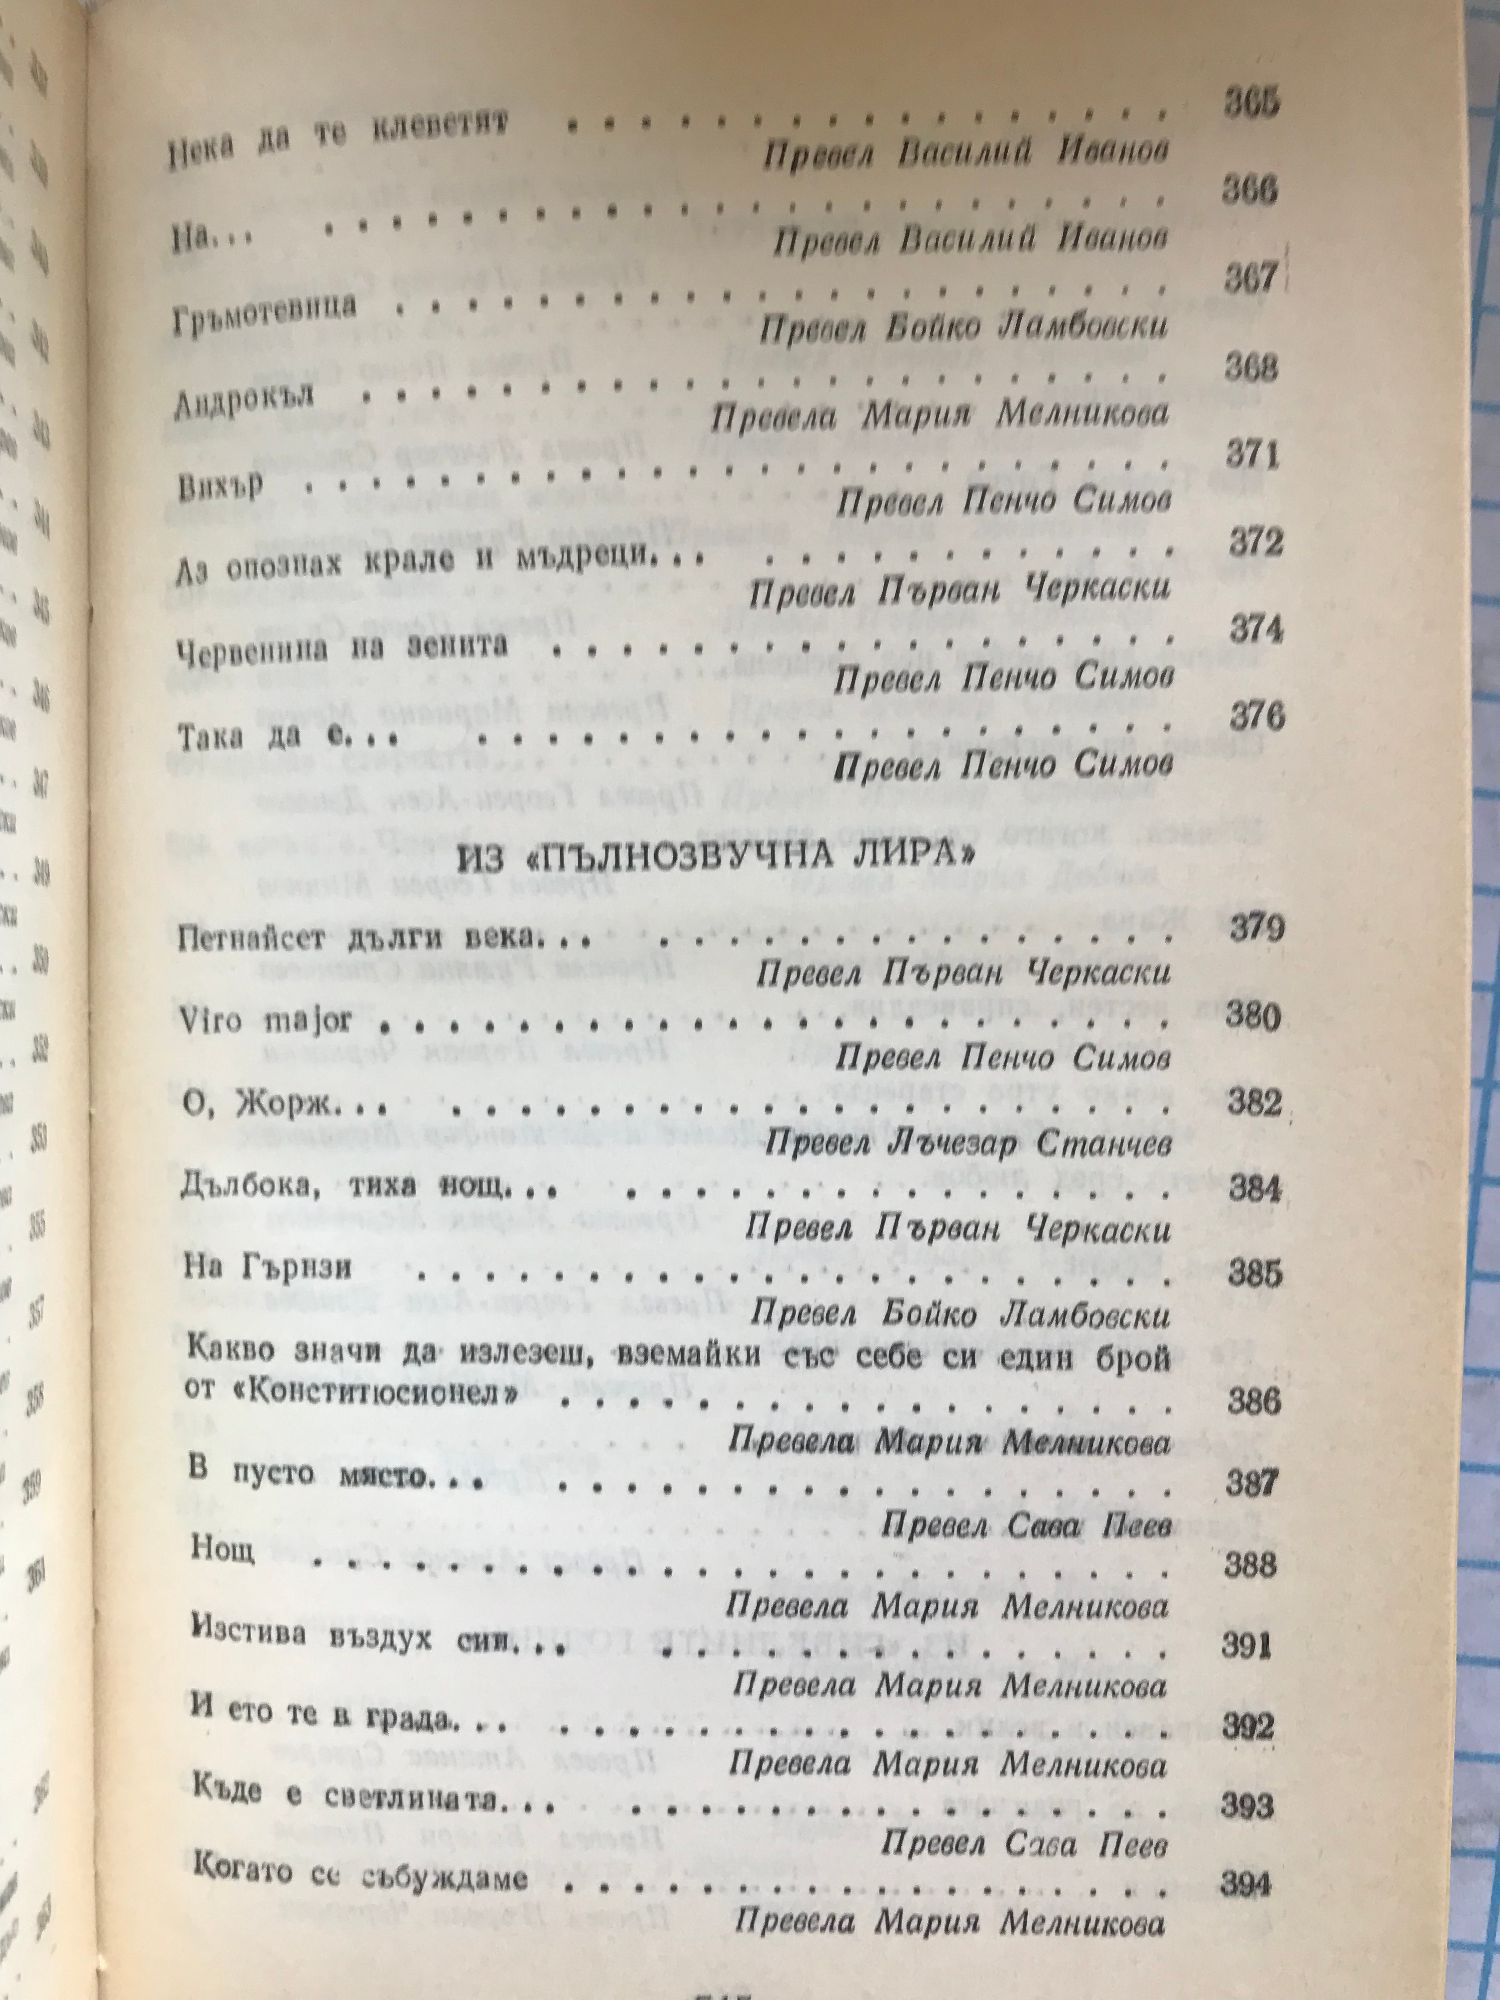 Нека да те клеветят . . . . . . . . . . . . . . . . . 365
Превел Василий Иванов
На... . . . . . . . . . . . . . . . . . . . . . . . . 366
Превел Василий Иванов
Гръмотевица . . . . . . . . . . . . . . . . . . . . . . 367
Превел Бойко Ламбовски
Андрокъл . . . . . . . . . . . . . . . . . . . . . . . 368
Превела Мария Мелникова
Вихър . . . . . . . . . . . . . . . . . . . . . . . . . 371
Превел Пенчо Симов
Аз опознах крале и мъдреци... . . . . . . . . . . . . 372
Превел Първан Черкаски
Червенина на зенита . . . . . . . . . . . . . . . . . . 374
Превел Пенчо Симов
Така да е... . . . . . . . . . . . . . . . . . . . . 376
Превел Пенчо Симов
ИЗ «ПЪЛНОЗВУЧНА ЛИРА»
Петнайсет дълги века... . . . . . . . . . . . . . . . 379
Превел Първан Черкаски
Viro major . . . . . . . . . . . . . . . . . . . . . . . 380
Превел Пенчо Симов
О, Жорж... . . . . . . . . . . . . . . . . . . . . . 382
Превел Лъчезар Станчев
Дълбока, тиха нощ... . . . . . . . . . . . . . . . . 384
Превел Първан Черкаски
На Гърнзи . . . . . . . . . . . . . . . . . . . . . . 385
Превел Бойко Ламбовски
Какво значи да излезеш, вземайки със себе си един брой
от «Конститюсионел» . . . . . . . . . . . . . . . . . . 386
Превела Мария Мелникова
В пусто място... . . . . . . . . . . . . . . . . . . 387
Превел Сава Пеев
Нощ . . . . . . . . . . . . . . . . . . . . . . . . . 388
Превела Мария Мелникова
Изстива въздух син... . . . . . . . . . . . . . . . 391
Превела Мария Мелникова
И ето те в града... . . . . . . . . . . . . . . . . . . 392
Превела Мария Мелникова
Къде е светлината... . . . . . . . . . . . . . . . . 393
Превел Сава Пеев
Когато се събуждаме . . . . . . . . . . . . . . . . . . 394
Превела Мария Мелникова